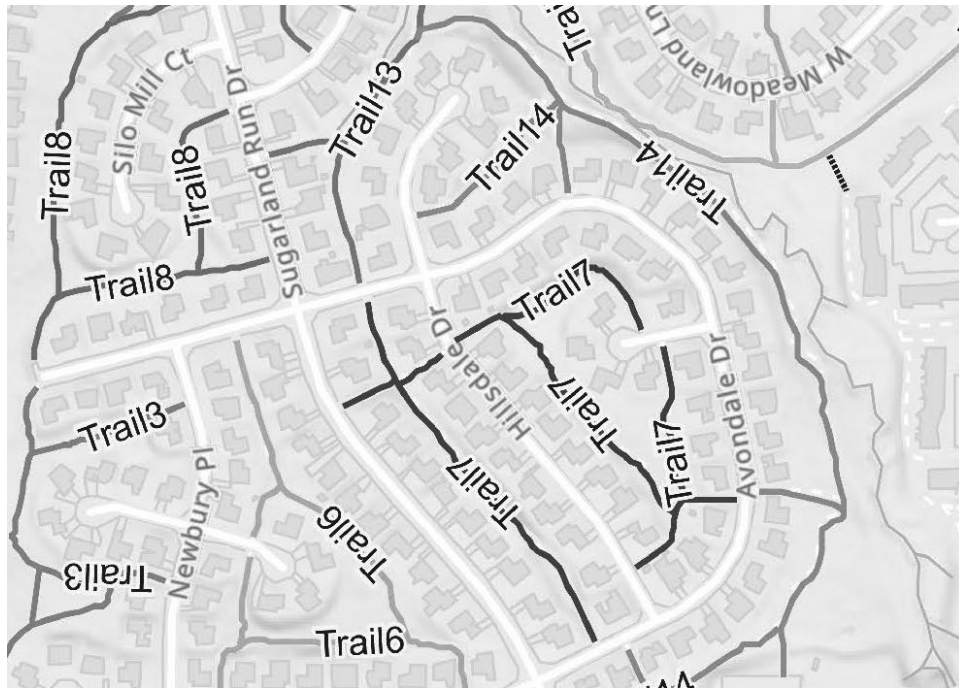 Trail
W Meadowland Ln
Silo Mill Ct
Sugarland Run Dr
Trail13
Trail8
Trail8
Trail14
Trail14
Trail8
Trail7
Hillsdale Dr
Avondale Dr
Trail7
Trail3
Trail7
Trail7
Newbury Pl
Trail6
Trail3
Trail6